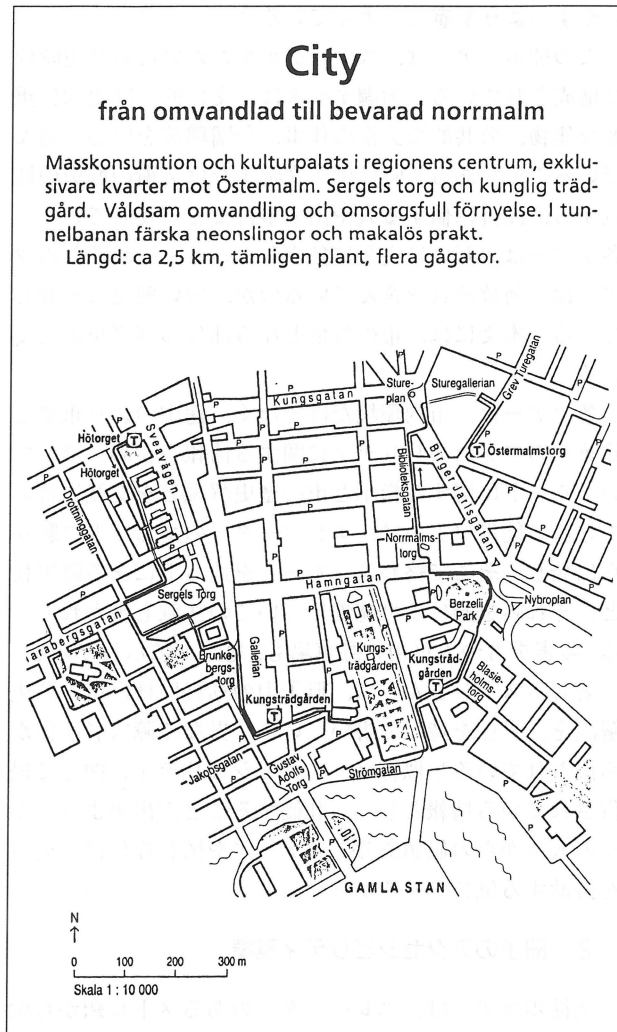 City
från omvandlad till bevarad norrmalm
Masskonsumtion och kulturpalats i regionens centrum, exklu-
sivare kvarter mot Östermalm. Sergels torg och kunglig träd-
gård. Våldsam omvandling och omsorgsfull förnyelse. I tun-
nelbanan färska neonslingor och makalös prakt.
Längd: ca 2,5 km, tämligen plant, flera gågator.
Kungsgatan
Sture-
plan
Sturegallerian
Grev Turegatan
Hötorget
T
Sveavägen
T
Östermalmstorg
Hötorget
Biblioteksgatan
Birger Jarlsgatan
Drottninggatan
Norrmalms-
torg
Hamngatan
Sergels Torg
Berzelii
Park
Nybroplan
arabergsgatan
Brunke-
bergs-
torg
Gallerian
Kungs-
trädgården
Kungsträd-
gården
T
Blasie-
holms-
torg
Kungsträdgården
T
Jakobsgatan
Gustav
Adolfs
Torg
Strömgatan
GAMLA STAN
N
0 100 200 300 m
Skala 1 : 10 000